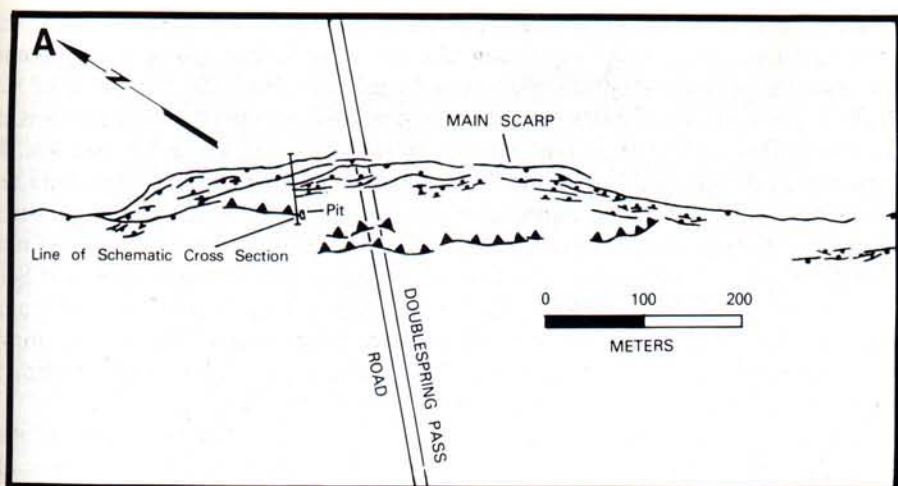 A
N
MAIN SCARP
Pit
Line of Schematic Cross Section
DOUBLESPRING PASS
ROAD
0 100 200
METERS